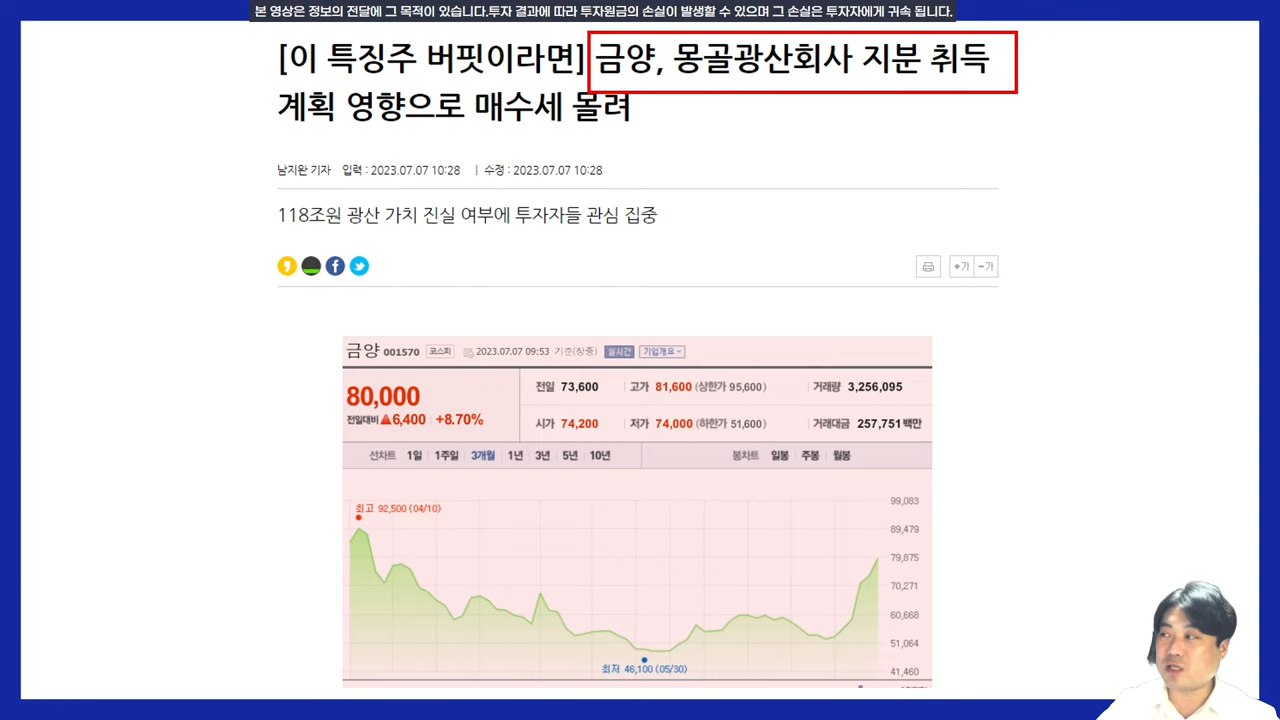 본 영상은 정보의 전달에 그 목적이 있습니다.투자 결과에 따라 투자원금의 손실이 발생할 수 있으며 그 손실은 투자자에게 귀속 됩니다.
[이 특징주 버핏이라면] 금양, 몽골광산회사 지분 취득
계획 영향으로 매수세 몰려
남지완 기자 입력 : 2023.07.07 10:28 | 수정 : 2023.07.07 10:28
118조원 광산 가치 진실 여부에 투자자들 관심 집중
+가 -가
금양 001570 코스피 2023.07.07 09:53 기준(장중) 실시간 기업개요
80,000
전일대비 ▲6,400 +8.70%
전일 73,600 고가 81,600 (상한가 95,600) 거래량 3,256,095
시가 74,200 저가 74,000 (하한가 51,600) 거래대금 257,751 백만
선차트 1일 1주일 3개월 1년 3년 5년 10년 봉차트 일봉 주봉 월봉
최고 92,500 (04/10)
최저 46,100 (05/30)
99,083
89,479
79,875
70,271
60,668
51,064
41,460